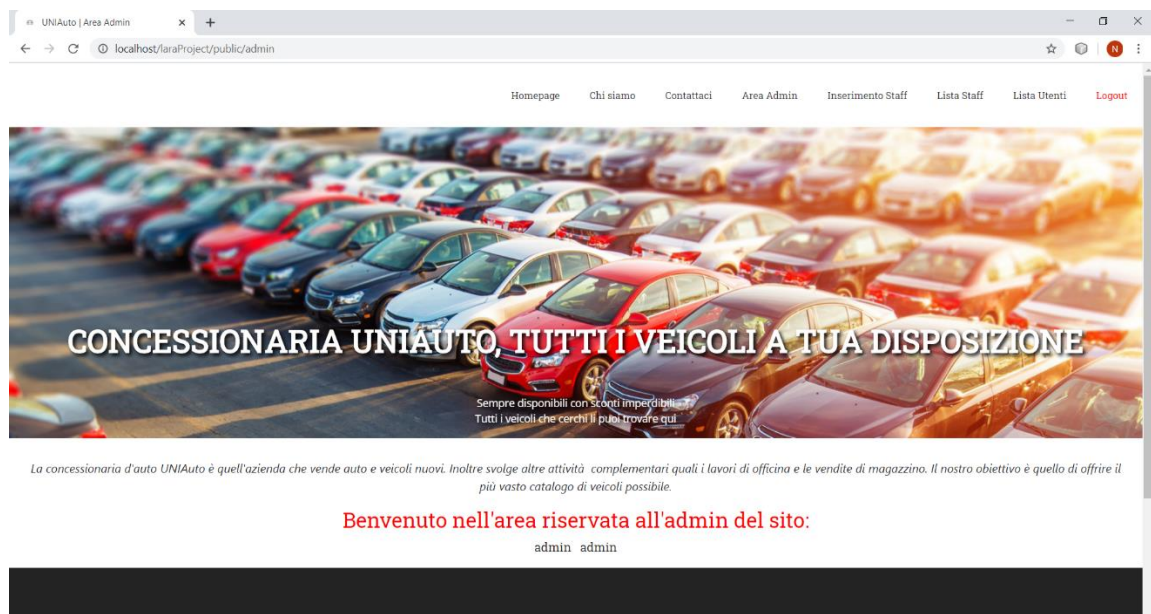 UNIAuto | Area Admin
localhost/laraProject/public/admin
N
Homepage Chi siamo Contattaci Area Admin Inserimento Staff Lista Staff Lista Utenti Logout
CONCESSIONARIA UNIAUTO, TUTTI I VEICOLI A TUA DISPOSIZIONE
Sempre disponibili con sconti imperdibili
Tutti i veicoli che cerchi li puoi trovare qui
La concessionaria d'auto UNIAuto è quell'azienda che vende auto e veicoli nuovi. Inoltre svolge altre attività complementari quali i lavori di officina e le vendite di magazzino. Il nostro obiettivo è quello di offrire il
più vasto catalogo di veicoli possibile.
Benvenuto nell'area riservata all'admin del sito:
admin admin